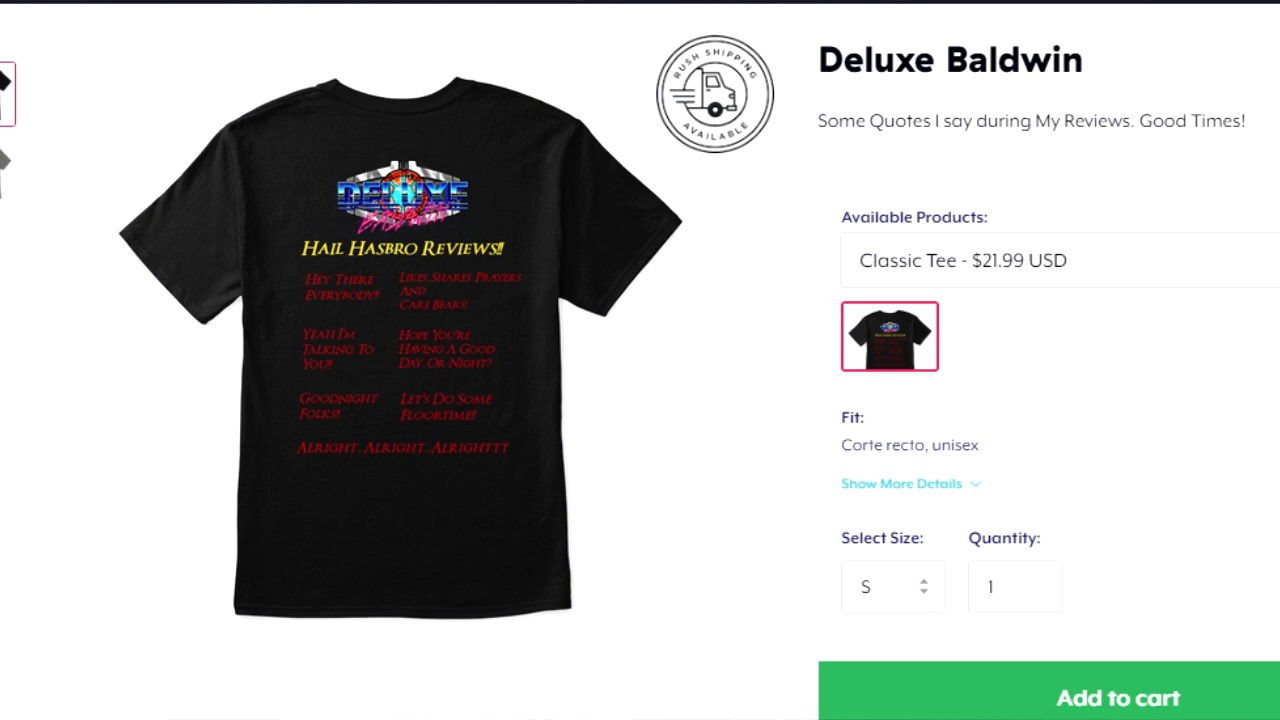 RUSH SHIPPING
AVAILABLE
DELUXE
BALDWIN
HAIL HASBRO REVIEWS!!
HEY THERE
EVERYBODY!!
LIKES, SHARES, PRAYERS
AND
CARE BEARS!
YEAH I'M
TALKING TO
YOU!!
HOPE YOU'RE
HAVING A GOOD
DAY, OR NIGHT?
GOODNIGHT
FOLKS!!
LET'S DO SOME
FLOORTIME!!
ALRIGHT..ALRIGHT..ALRIGHTTT
Deluxe Baldwin
Some Quotes I say during My Reviews. Good Times!
Available Products:
Classic Tee - $21.99 USD
Fit:
Corte recto, unisex
Show More Details
Select Size:
Quantity:
S
1
Add to cart